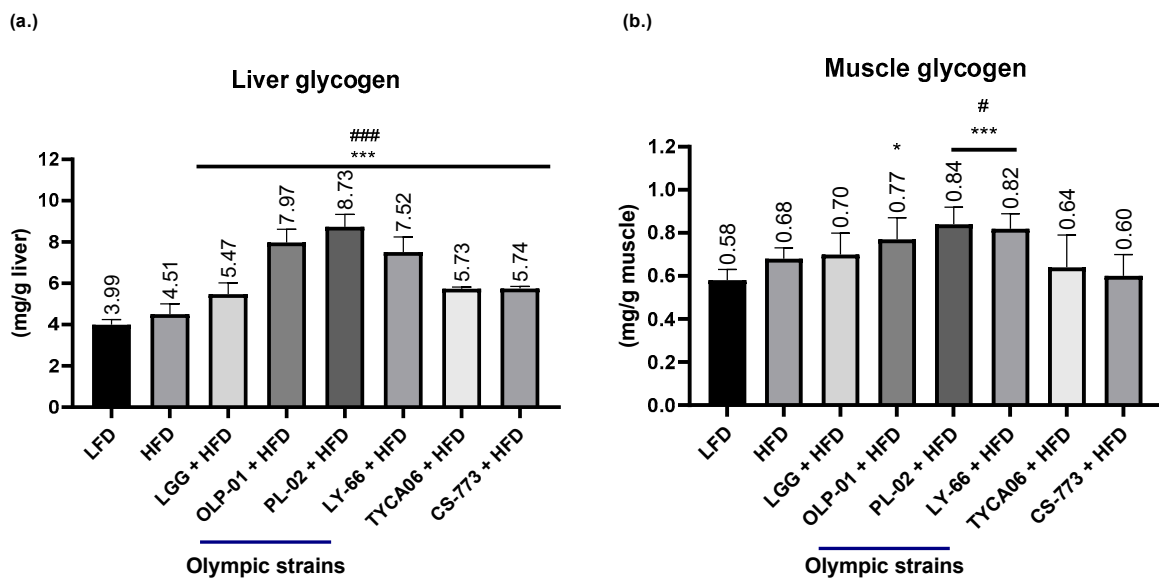 (a.)
Liver glycogen
###
***
(mg/g liver)
12
10
8
6
4
2
0
3.99
4.51
5.47
7.97
8.73
7.52
5.73
5.74
LFD
HFD
LGG + HFD
OLP-01 + HFD
PL-02 + HFD
LY-66 + HFD
TYCA06 + HFD
CS-773 + HFD
Olympic strains
(b.)
Muscle glycogen
#
***
*
(mg/g muscle)
1.2
1.0
0.8
0.6
0.4
0.2
0.0
0.58
0.68
0.70
0.77
0.84
0.82
0.64
0.60
LFD
HFD
LGG + HFD
OLP-01 + HFD
PL-02 + HFD
LY-66 + HFD
TYCA06 + HFD
CS-773 + HFD
Olympic strains